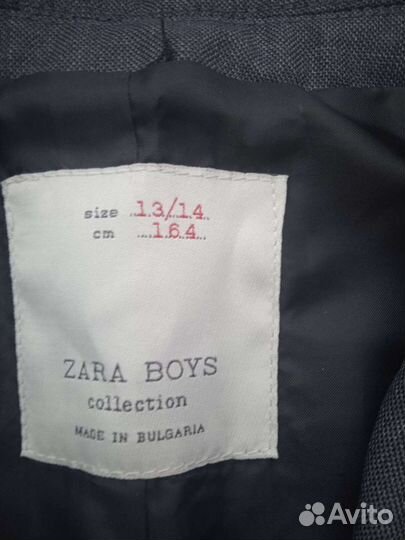 size 13/14
cm 164
ZARA BOYS
collection
MADE IN BULGARIA
Avito